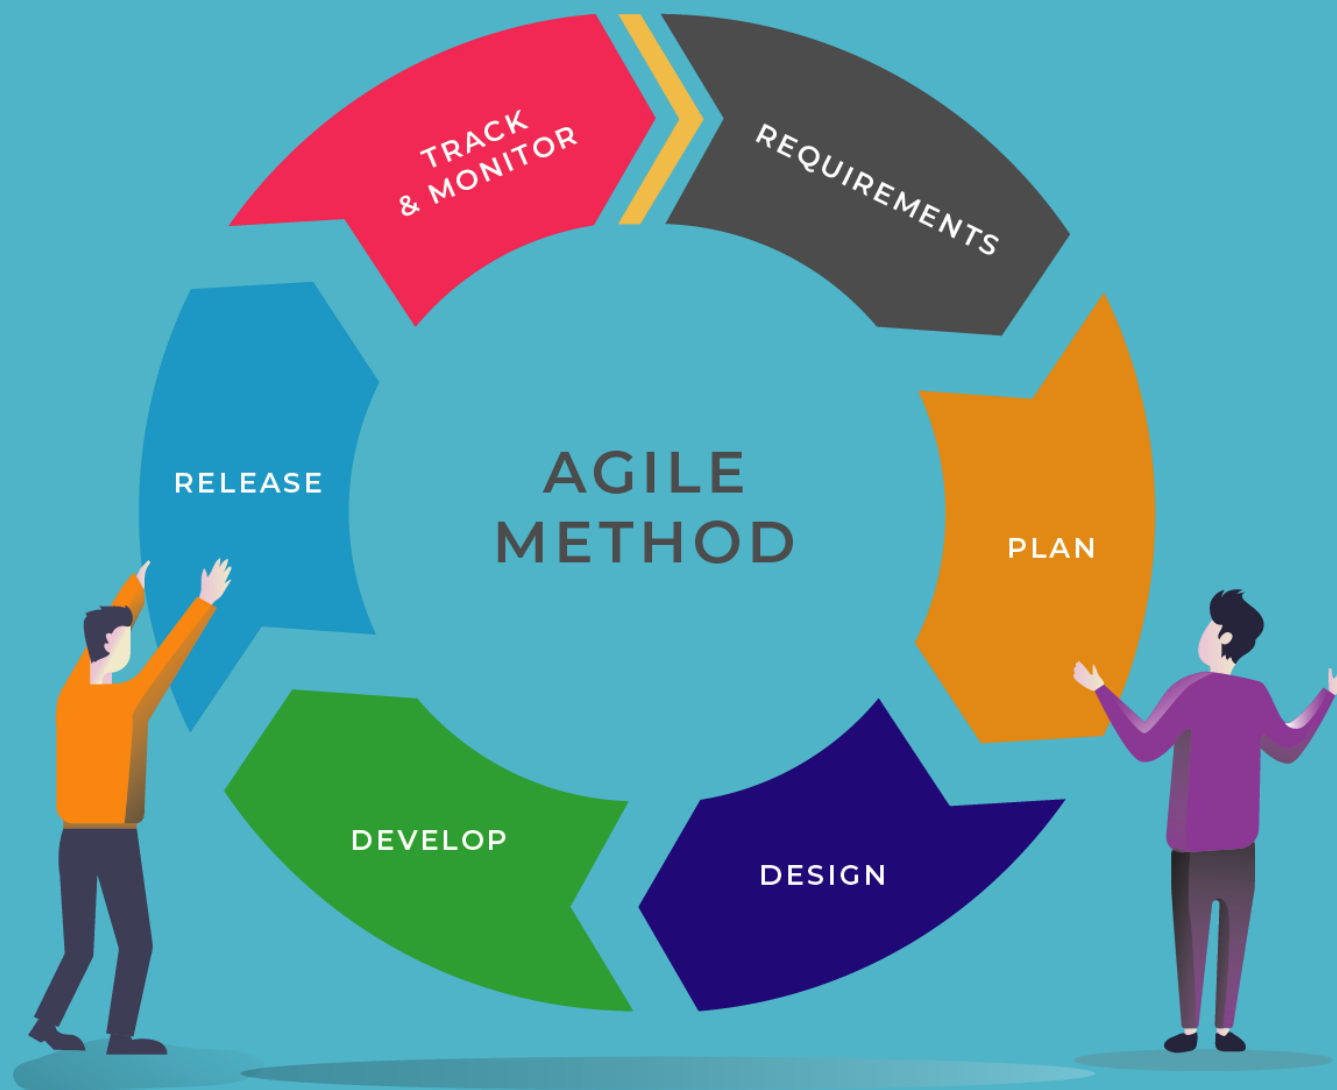 TRACK
& MONITOR
REQUIREMENTS
RELEASE
AGILE
METHOD
PLAN
DEVELOP
DESIGN